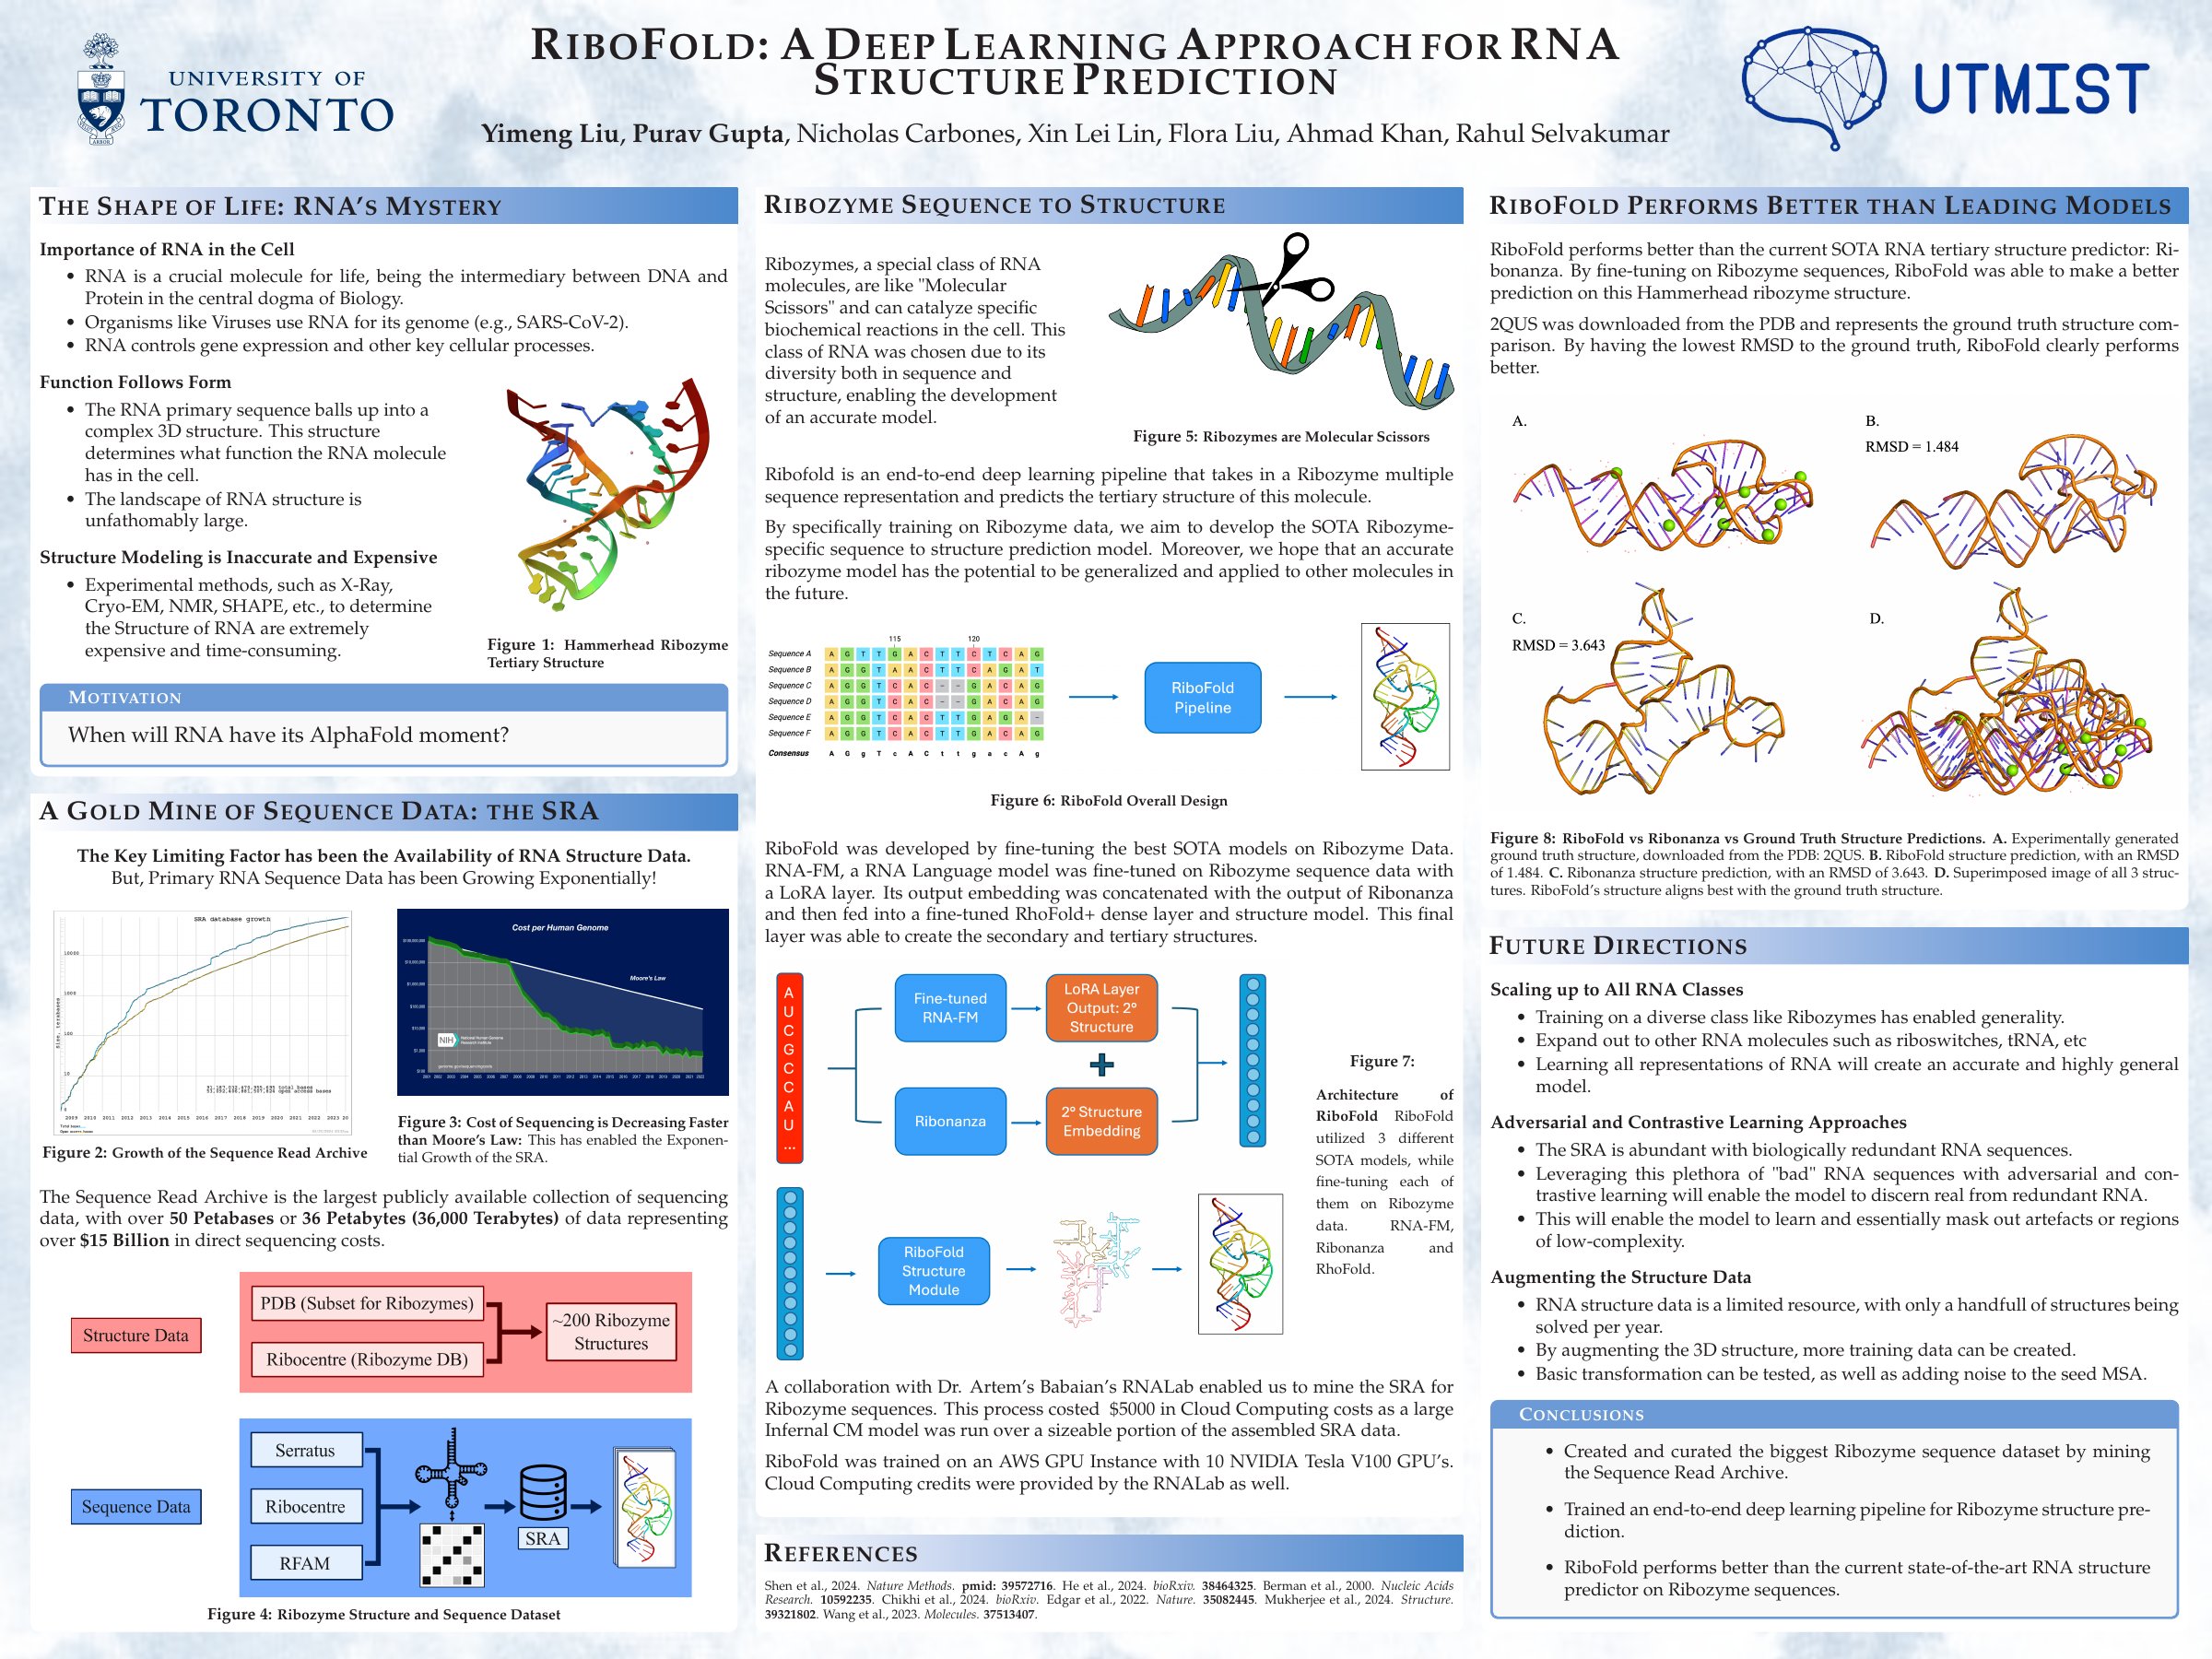 RIBOFOLD: A DEEP LEARNING APPROACH FOR RNA
STRUCTURE PREDICTION
UNIVERSITY OF
TORONTO
UTMIST
Yimeng Liu, Purav Gupta, Nicholas Carbones, Xin Lei Lin, Flora Liu, Ahmad Khan, Rahul Selvakumar
THE SHAPE OF LIFE: RNA'S MYSTERY
Importance of RNA in the Cell
• RNA is a crucial molecule for life, being the intermediary between DNA and
Protein in the central dogma of Biology.
• Organisms like Viruses use RNA for its genome (e.g., SARS-CoV-2).
• RNA controls gene expression and other key cellular processes.
Function Follows Form
• The RNA primary sequence balls up into a
complex 3D structure. This structure
determines what function the RNA molecule
has in the cell.
• The landscape of RNA structure is
unfathomably large.
Structure Modeling is Inaccurate and Expensive
• Experimental methods, such as X-Ray,
Cryo-EM, NMR, SHAPE, etc., to determine
the Structure of RNA are extremely
expensive and time-consuming.
Figure 1: Hammerhead Ribozyme
Tertiary Structure
MOTIVATION
When will RNA have its AlphaFold moment?
A GOLD MINE OF SEQUENCE DATA: THE SRA
The Key Limiting Factor has been the Availability of RNA Structure Data.
But, Primary RNA Sequence Data has been Growing Exponentially!
SRA database growth
Size, terabases
10000
1000
100
10
2009 2010 2011 2012 2013 2014 2015 2016 2017 2018 2019 2020 2021 2022 2023
Figure 2: Growth of the Sequence Read Archive
Cost per Human Genome
Moore's Law
NIH
National Human Genome
Research Institute
Figure 3: Cost of Sequencing is Decreasing Faster
than Moore's Law: This has enabled the Exponen-
tial Growth of the SRA.
The Sequence Read Archive is the largest publicly available collection of sequencing
data, with over 50 Petabases or 36 Petabytes (36,000 Terabytes) of data representing
over $15 Billion in direct sequencing costs.
Structure Data
PDB (Subset for Ribozymes)
Ribocentre (Ribozyme DB)
~200 Ribozyme
Structures
Sequence Data
Serratus
Ribocentre
RFAM
SRA
Figure 4: Ribozyme Structure and Sequence Dataset
RIBOZYME SEQUENCE TO STRUCTURE
Ribozymes, a special class of RNA
molecules, are like "Molecular
Scissors" and can catalyze specific
biochemical reactions in the cell. This
class of RNA was chosen due to its
diversity both in sequence and
structure, enabling the development
of an accurate model.
Figure 5: Ribozymes are Molecular Scissors
Ribofold is an end-to-end deep learning pipeline that takes in a Ribozyme multiple
sequence representation and predicts the tertiary structure of this molecule.
By specifically training on Ribozyme data, we aim to develop the SOTA Ribozyme-
specific sequence to structure prediction model. Moreover, we hope that an accurate
ribozyme model has the potential to be generalized and applied to other molecules in
the future.
115 120
Sequence A A G T T G A C T T C T C A G
Sequence B A G G T A A C T T C A G A T
Sequence C A G G T C A C - - G A C A G
Sequence D A G G T C A C - - G A C A G
Sequence E A G G T C A C T T G A G A -
Sequence F A G G T C A C T T G A C A G
Consensus A G g T c A C t t g a c A g
RiboFold
Pipeline
Figure 6: RiboFold Overall Design
RiboFold was developed by fine-tuning the best SOTA models on Ribozyme Data.
RNA-FM, a RNA Language model was fine-tuned on Ribozyme sequence data with
a LoRA layer. Its output embedding was concatenated with the output of Ribonanza
and then fed into a fine-tuned RhoFold+ dense layer and structure model. This final
layer was able to create the secondary and tertiary structures.
A
U
C
G
C
C
A
U
...
Fine-tuned
RNA-FM
LoRA Layer
Output: 2°
Structure
Ribonanza
2° Structure
Embedding
RiboFold
Structure
Module
Figure 7:
Architecture of
RiboFold RiboFold
utilized 3 different
SOTA models, while
fine-tuning each of
them on Ribozyme
data. RNA-FM,
Ribonanza and
RhoFold.
A collaboration with Dr. Artem's Babaian's RNALab enabled us to mine the SRA for
Ribozyme sequences. This process costed $5000 in Cloud Computing costs as a large
Infernal CM model was run over a sizeable portion of the assembled SRA data.
RiboFold was trained on an AWS GPU Instance with 10 NVIDIA Tesla V100 GPU's.
Cloud Computing credits were provided by the RNALab as well.
REFERENCES
Shen et al., 2024. Nature Methods. pmid: 39572716. He et al., 2024. bioRxiv. 38464325. Berman et al., 2000. Nucleic Acids
Research. 10592235. Chikhi et al., 2024. bioRxiv. Edgar et al., 2022. Nature. 35082445. Mukherjee et al., 2024. Structure.
39321802. Wang et al., 2023. Molecules. 37513407.
RIBOFOLD PERFORMS BETTER THAN LEADING MODELS
RiboFold performs better than the current SOTA RNA tertiary structure predictor: Ri-
bonanza. By fine-tuning on Ribozyme sequences, RiboFold was able to make a better
prediction on this Hammerhead ribozyme structure.
2QUS was downloaded from the PDB and represents the ground truth structure com-
parison. By having the lowest RMSD to the ground truth, RiboFold clearly performs
better.
A.
B.
RMSD = 1.484
C.
RMSD = 3.643
D.
Figure 8: RiboFold vs Ribonanza vs Ground Truth Structure Predictions. A. Experimentally generated
ground truth structure, downloaded from the PDB: 2QUS. B. RiboFold structure prediction, with an RMSD
of 1.484. C. Ribonanza structure prediction, with an RMSD of 3.643. D. Superimposed image of all 3 struc-
tures. RiboFold's structure aligns best with the ground truth structure.
FUTURE DIRECTIONS
Scaling up to All RNA Classes
• Training on a diverse class like Ribozymes has enabled generality.
• Expand out to other RNA molecules such as riboswitches, tRNA, etc
• Learning all representations of RNA will create an accurate and highly general
model.
Adversarial and Contrastive Learning Approaches
• The SRA is abundant with biologically redundant RNA sequences.
• Leveraging this plethora of "bad" RNA sequences with adversarial and con-
trastive learning will enable the model to discern real from redundant RNA.
• This will enable the model to learn and essentially mask out artefacts or regions
of low-complexity.
Augmenting the Structure Data
• RNA structure data is a limited resource, with only a handfull of structures being
solved per year.
• By augmenting the 3D structure, more training data can be created.
• Basic transformation can be tested, as well as adding noise to the seed MSA.
CONCLUSIONS
• Created and curated the biggest Ribozyme sequence dataset by mining
the Sequence Read Archive.
• Trained an end-to-end deep learning pipeline for Ribozyme structure pre-
diction.
• RiboFold performs better than the current state-of-the-art RNA structure
predictor on Ribozyme sequences.